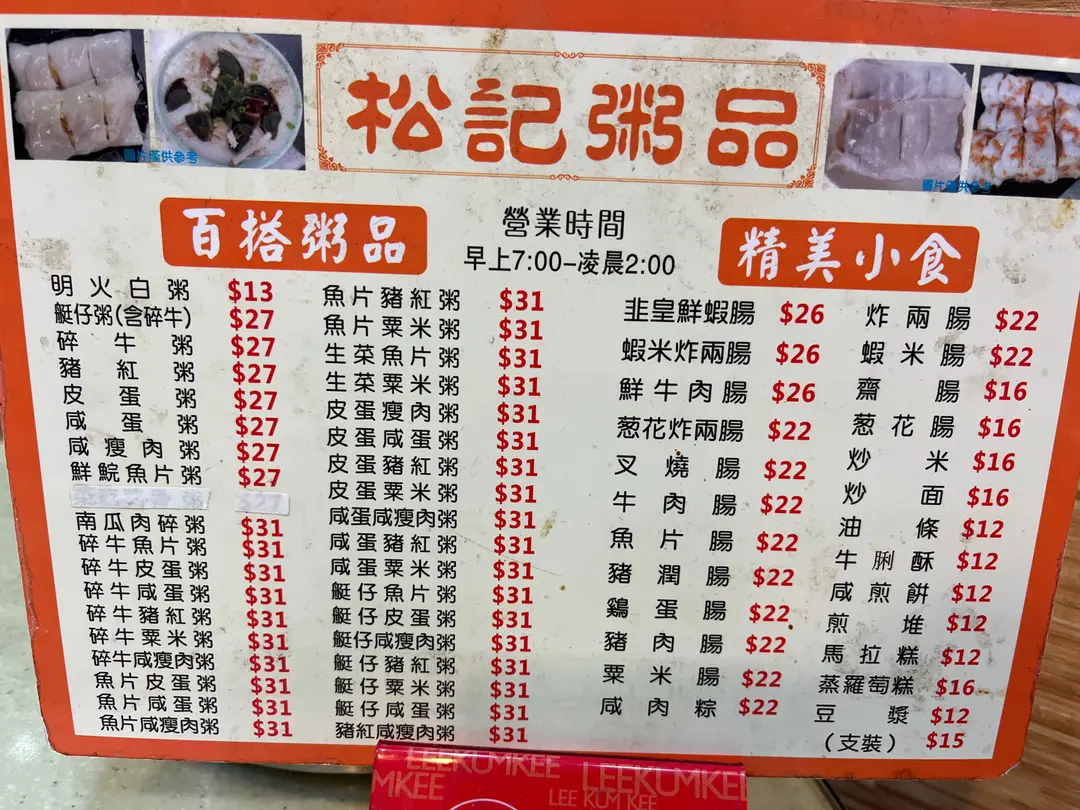 圖片僅供參考
松記粥品
圖片僅供參考
百搭粥品
營業時間
早上7:00–凌晨2:00
精美小食
明火白粥 $13
艇仔粥(含碎牛) $27
碎牛粥 $27
豬紅粥 $27
皮蛋粥 $27
咸蛋粥 $27
咸瘦肉粥 $27
鮮鯇魚片粥 $27
南瓜肉碎粥 $31
碎牛魚片粥 $31
碎牛皮蛋粥 $31
碎牛咸蛋粥 $31
碎牛豬紅粥 $31
碎牛粟米粥 $31
碎牛咸瘦肉粥 $31
魚片皮蛋粥 $31
魚片咸蛋粥 $31
魚片咸瘦肉粥 $31
魚片豬紅粥 $31
魚片粟米粥 $31
生菜魚片粥 $31
生菜粟米粥 $31
皮蛋瘦肉粥 $31
皮蛋咸蛋粥 $31
皮蛋豬紅粥 $31
皮蛋粟米粥 $31
咸蛋咸瘦肉粥 $31
咸蛋豬紅粥 $31
咸蛋粟米粥 $31
艇仔魚片粥 $31
艇仔皮蛋粥 $31
艇仔咸瘦肉粥 $31
艇仔豬紅粥 $31
艇仔粟米粥 $31
艇仔咸蛋粥 $31
豬紅咸瘦肉粥 $31
韭皇鮮蝦腸 $26
蝦米炸兩腸 $26
鮮牛肉腸 $26
葱花炸兩腸 $22
叉燒腸 $22
牛肉腸 $22
魚片腸 $22
豬潤腸 $22
鷄蛋腸 $22
豬肉腸 $22
粟米腸 $22
咸肉粽 $22
炸兩腸 $22
蝦米腸 $22
齋腸 $16
葱花腸 $16
炒米 $16
炒面 $16
油條 $12
牛脷酥 $12
咸煎餅 $12
煎堆 $12
馬拉糕 $12
蒸羅蔔糕 $16
豆漿 $12
(支裝) $15
LEEKUMKEE LEEKUMKEE
MKEE LEE KUM KEE